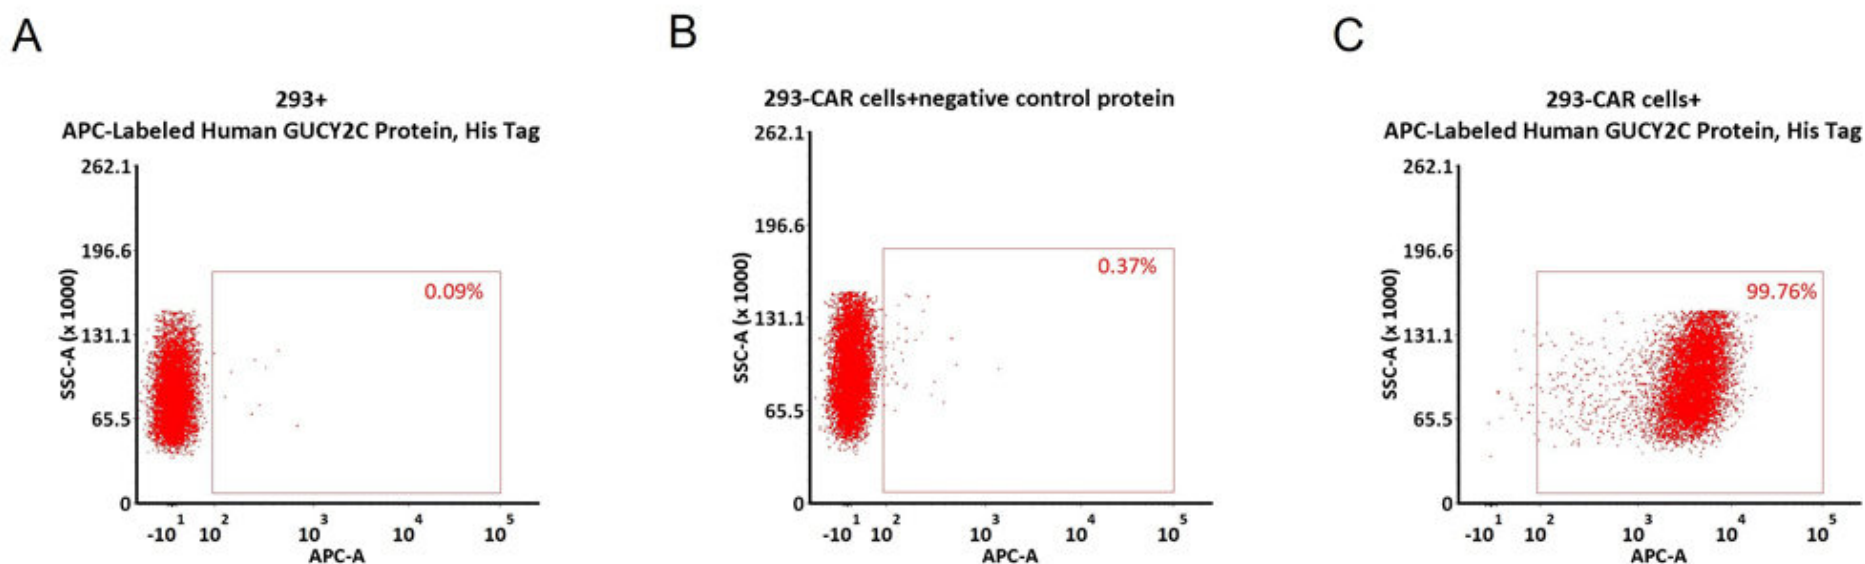 A
293+
APC-Labeled Human GUCY2C Protein, His Tag
262.1
196.6
131.1
65.5
0
SSC-A (x 1000)
0.09%
-10^1 10^2 10^3 10^4 10^5
APC-A
B
293-CAR cells+negative control protein
262.1
196.6
131.1
65.5
0
SSC-A (x 1000)
0.37%
-10^1 10^2 10^3 10^4 10^5
APC-A
C
293-CAR cells+
APC-Labeled Human GUCY2C Protein, His Tag
262.1
196.6
131.1
65.5
0
SSC-A (x 1000)
99.76%
-10^1 10^2 10^3 10^4 10^5
APC-A